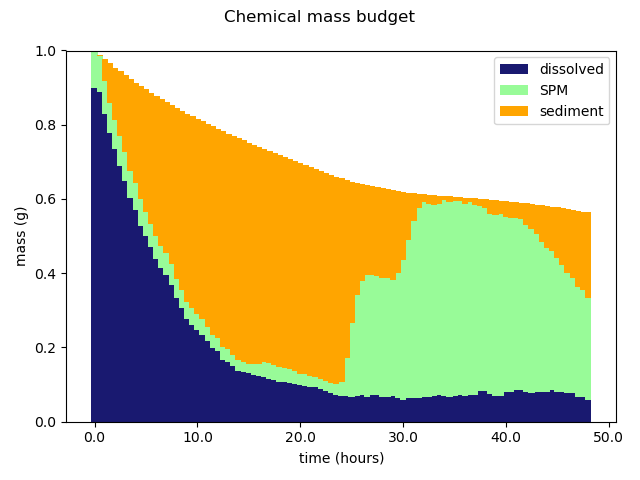 Chemical mass budget
1.0
0.8
0.6
0.4
0.2
0.0
mass (g)
dissolved
SPM
sediment
0.0 10.0 20.0 30.0 40.0 50.0
time (hours)